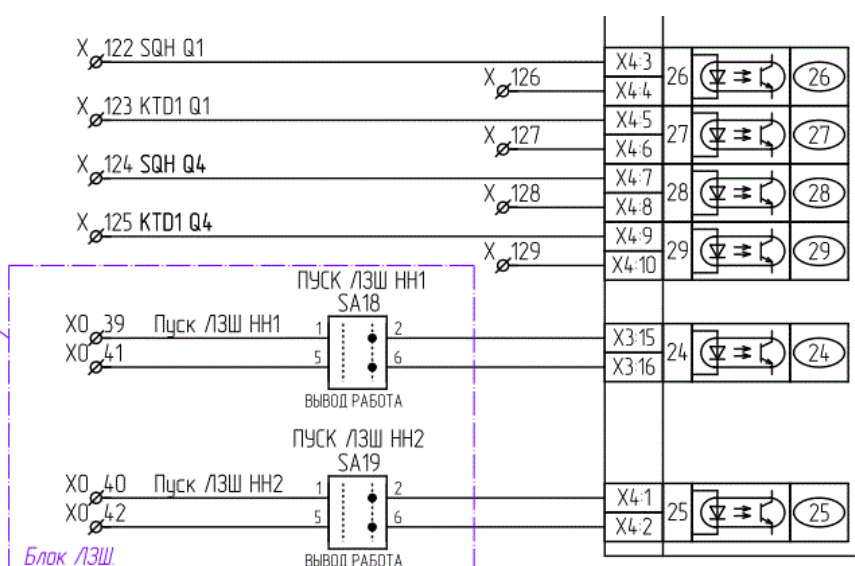 X 122 SQH Q1
X4:3
X 126
26
26
X4:4
X 123 KTD1 Q1
X4:5
X 127
27
27
X4:6
X 124 SQH Q4
X4:7
X 128
28
28
X4:8
X 125 KTD1 Q4
X4:9
X 129
29
29
X4:10
ПУСК ЛЗШ НН1
SA18
X0 39 Пуск ЛЗШ НН1 1 2
X3:15
X0 41 5 6
24
24
X3:16
ВЫВОД РАБОТА
ПУСК ЛЗШ НН2
SA19
X0 40 Пуск ЛЗШ НН2 1 2
X4:1
X0 42 5 6
25
25
X4:2
Блок ЛЗШ.
ВЫВОД РАБОТА